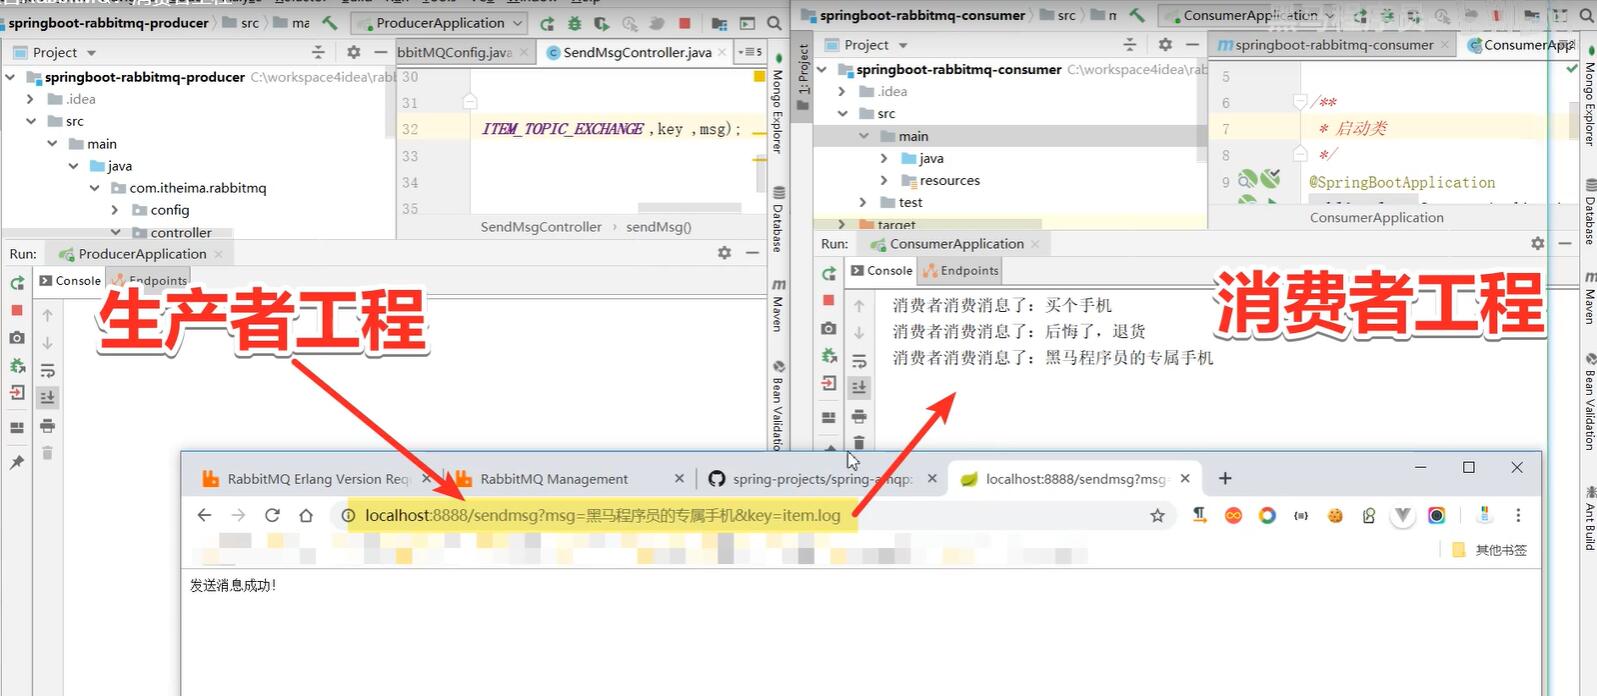 springboot-rabbitmq-producer
src
ma
ProducerApplication
Project
bbitMQConfig.java
SendMsgController.java
5
springboot-rabbitmq-producer C:\workspace4idea\rab
.idea
src
main
java
com.itheima.rabbitmq
config
controller
30
31
32
33
34
35
ITEM_TOPIC_EXCHANGE ,key ,msg);
SendMsgController › sendMsg()
Mongo Explorer
Database
Maven
Bean Validatio
Run:
ProducerApplication
Console
Endpoints
生产者工程
springboot-rabbitmq-consumer
src
ConsumerApplication
1: Project
Project
springboot-rabbitmq-consumer
ConsumerApp
springboot-rabbitmq-consumer C:\workspace4idea\rab
.idea
src
main
java
resources
test
target
5
6 /**
7 * 启动类
8 */
9 @SpringBootApplication
ConsumerApplication
Mongo Explorer
Database
Maven
Bean Validation
Ant Build
Run:
ConsumerApplication
Console
Endpoints
消费者工程
消费者消费消息了: 买个手机
消费者消费消息了: 后悔了, 退货
消费者消费消息了: 黑马程序员的专属手机
RabbitMQ Erlang Version Req
RabbitMQ Management
spring-projects/spring-amqp:
localhost:8888/sendmsg?msg=
localhost:8888/sendmsg?msg=黑马程序员的专属手机&key=item.log
其他书签
发送消息成功!